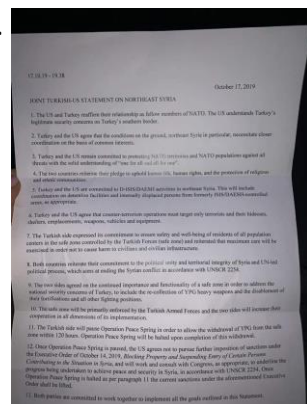 17.10.19 - 19.38
October 17, 2019
JOINT TURKISH-US STATEMENT ON NORTHEAST SYRIA
1. The US and Turkey reaffirm their relationship as fellow members of NATO. The US understands Turkey's
legitimate security concerns on Turkey's southern border.
2. Turkey and the US agree that the conditions on the ground, northeast Syria in particular, necessitate closer
coordination on the basis of common interests.
3. Turkey and the US remain committed to protecting NATO territories and NATO populations against all
threats with the solid understanding of "one for all and all for one".
4. The two countries reiterate their pledge to uphold human life, human rights, and the protection of religious
and ethnic communities.
5. Turkey and the US are committed to D-ISIS/DAESH activities in northeast Syria. This will include
coordination on detention facilities and internally displaced persons from formerly ISIS/DAESH-controlled
areas, as appropriate.
6. Turkey and the US agree that counter-terrorism operations must target only terrorists and their hideouts,
shelters, emplacements, weapons, vehicles and equipment.
7. The Turkish side expressed its commitment to ensure safety and well-being of residents of all population
centers in the safe zone controlled by the Turkish Forces (safe zone) and reiterated that maximum care will be
exercised in order not to cause harm to civilians and civilian infrastructure.
8. Both countries reiterate their commitment to the political unity and territorial integrity of Syria and UN-led
political process, which aims at ending the Syrian conflict in accordance with UNSCR 2254.
9. The two sides agreed on the continued importance and functionality of a safe zone in order to address the
national security concerns of Turkey, to include the re-collection of YPG heavy weapons and the disablement of
their fortifications and all other fighting positions.
10. The safe zone will be primarily enforced by the Turkish Armed Forces and the two sides will increase their
cooperation in all dimensions of its implementation.
11. The Turkish side will pause Operation Peace Spring in order to allow the withdrawal of YPG from the safe
zone within 120 hours. Operation Peace Spring will be halted upon completion of this withdrawal.
12. Once Operation Peace Spring is paused, the US agrees not to pursue further imposition of sanctions under
the Executive Order of October 14, 2019, Blocking Property and Suspending Entry of Certain Persons
Contributing to the Situation in Syria, and will work and consult with Congress, as appropriate, to underline the
progress being undertaken to achieve peace and security in Syria, in accordance with UNSCR 2254. Once
Operation Peace Spring is halted as per paragraph 11 the current sanctions under the aforementioned Executive
Order shall be lifted.
13. Both parties are committed to work together to implement all the goals outlined in this Statement.